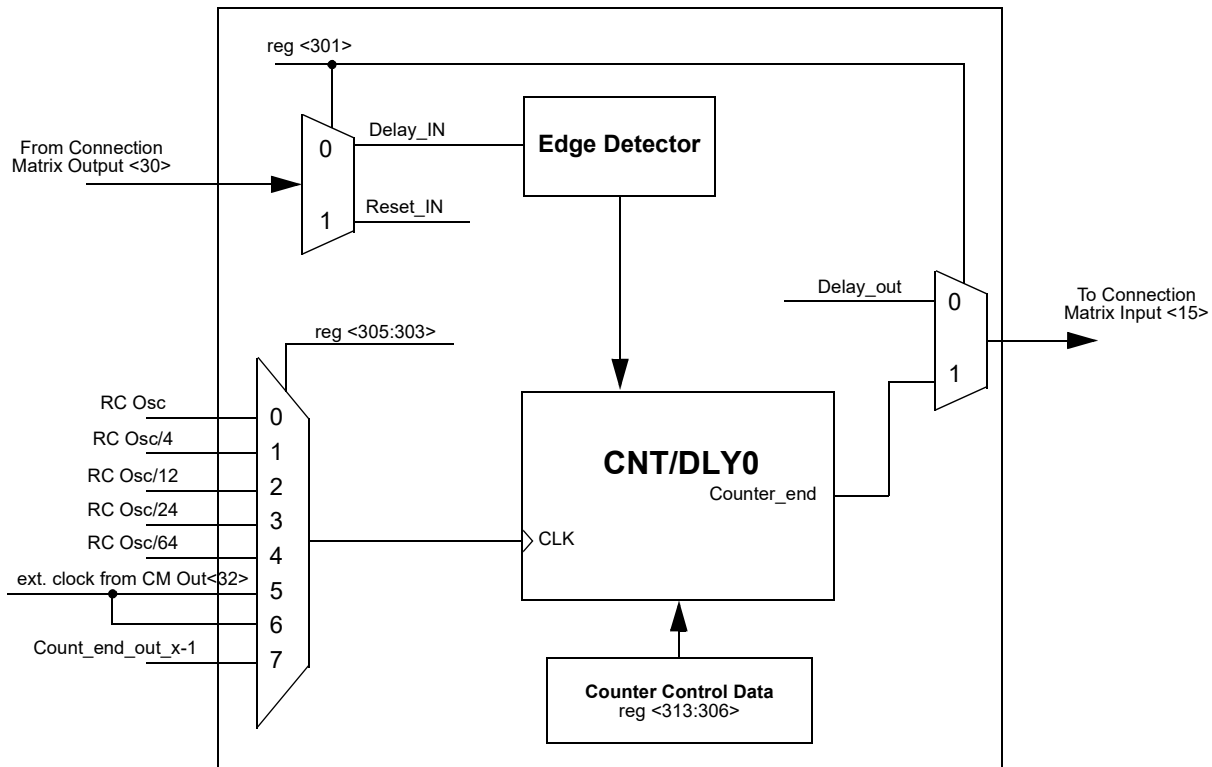 reg <301>
From Connection
Matrix Output <30>
0
1
Delay_IN
Reset_IN
Edge Detector
Delay_out
0
1
To Connection
Matrix Input <15>
reg <305:303>
RC Osc
0
RC Osc/4
1
RC Osc/12
2
RC Osc/24
3
RC Osc/64
4
ext. clock from CM Out<32>
5
6
Count_end_out_x-1
7
CNT/DLY0
Counter_end
CLK
Counter Control Data
reg <313:306>